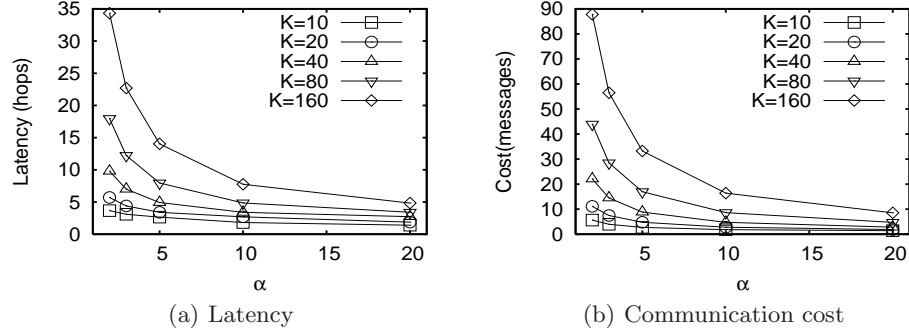 Latency (hops)
35
30
25
20
15
10
5
0
K=10
K=20
K=40
K=80
K=160
5
10
15
20
α
(a) Latency
Cost(messages)
90
80
70
60
50
40
30
20
10
0
K=10
K=20
K=40
K=80
K=160
5
10
15
20
α
(b) Communication cost